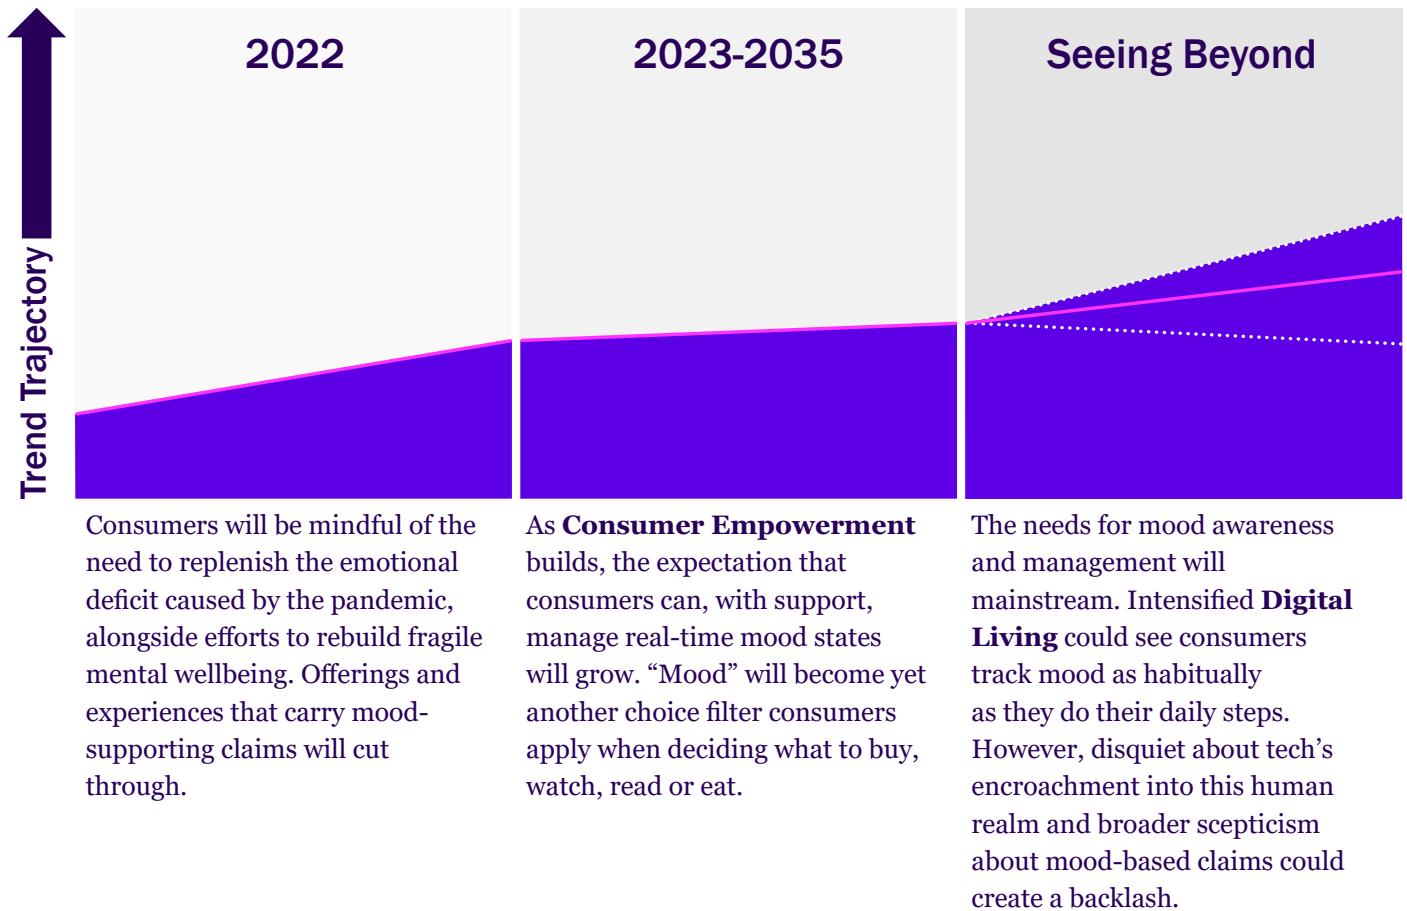 Trend Trajectory
2022
Consumers will be mindful of the
need to replenish the emotional
deficit caused by the pandemic,
alongside efforts to rebuild fragile
mental wellbeing. Offerings and
experiences that carry mood-
supporting claims will cut
through.
2023-2035
As Consumer Empowerment
builds, the expectation that
consumers can, with support,
manage real-time mood states
will grow. “Mood” will become yet
another choice filter consumers
apply when deciding what to buy,
watch, read or eat.
Seeing Beyond
The needs for mood awareness
and management will
mainstream. Intensified Digital
Living could see consumers
track mood as habitually
as they do their daily steps.
However, disquiet about tech’s
encroachment into this human
realm and broader scepticism
about mood-based claims could
create a backlash.